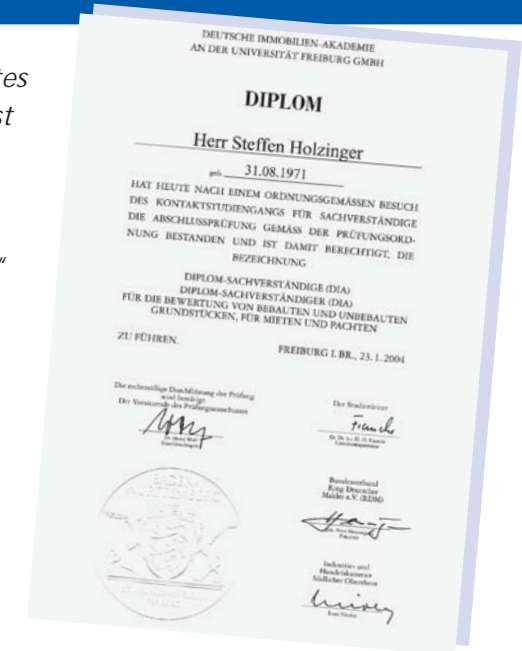 tes
st
“
DEUTSCHE IMMOBILIEN-AKADEMIE
AN DER UNIVERSITÄT FREIBURG GMBH
DIPLOM
Herr Steffen Holzinger
geb. 31.08.1971
HAT HEUTE NACH EINEM ORDNUNGSGEMÄSSEN BESUCH
DES KONTAKTSTUDIENGANGS FÜR SACHVERSTÄNDIGE
DIE ABSCHLUSSPRÜFUNG GEMÄSS DER PRÜFUNGSORD-
NUNG BESTANDEN UND IST DAMIT BERECHTIGT, DIE
BEZEICHNUNG
DIPLOM-SACHVERSTÄNDIGE (DIA)
DIPLOM-SACHVERSTÄNDIGER (DIA)
FÜR DIE BEWERTUNG VON BEBAUTEN UND UNBEBAUTEN
GRUNDSTÜCKEN, FÜR MIETEN UND PACHTEN
ZU FÜHREN.
FREIBURG I. BR., 23. 1. 2004
Die rechtmäßige Durchführung der Prüfung
wird bestätigt.
Der Vorsitzende des Prüfungsausschusses
Der Studienleiter
Bundesverband
Ring Deutscher
Makler e.V. (RDM)
Industrie- und
Handelskammer
Südlicher Oberrhein
BADEN-